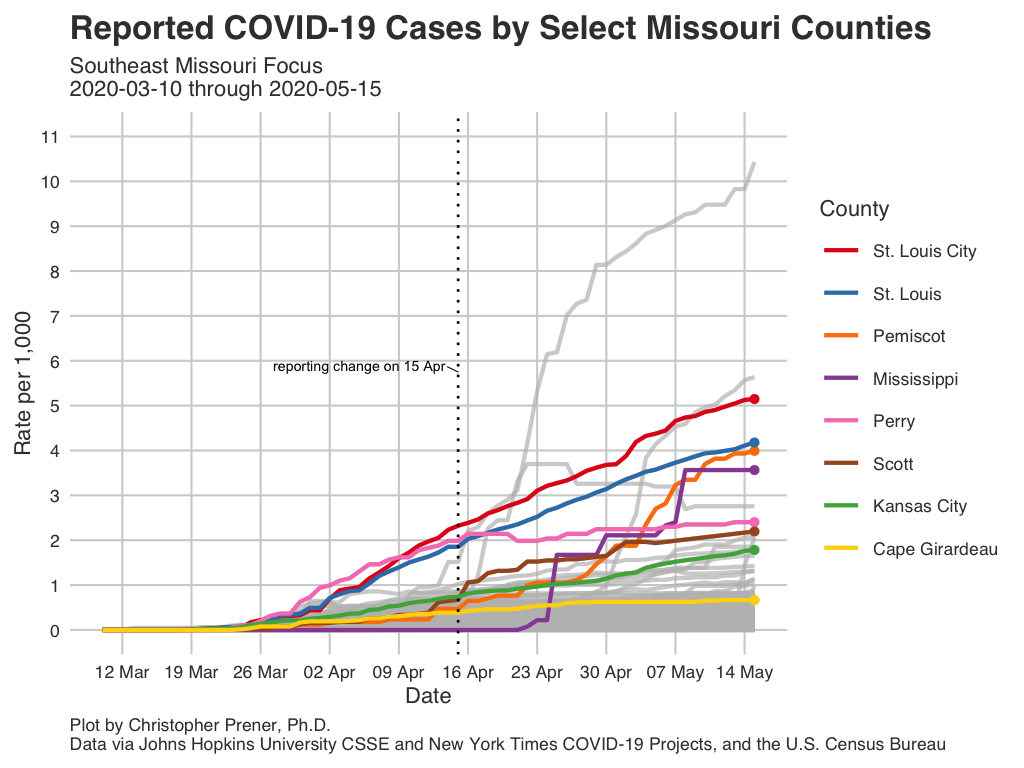 Reported COVID-19 Cases by Select Missouri Counties
Southeast Missouri Focus
2020-03-10 through 2020-05-15
Rate per 1,000
11
10
9
8
7
6
5
4
3
2
1
0
reporting change on 15 Apr
12 Mar 19 Mar 26 Mar 02 Apr 09 Apr 16 Apr 23 Apr 30 Apr 07 May 14 May
Date
County
St. Louis City
St. Louis
Pemiscot
Mississippi
Perry
Scott
Kansas City
Cape Girardeau
Plot by Christopher Prener, Ph.D.
Data via Johns Hopkins University CSSE and New York Times COVID-19 Projects, and the U.S. Census Bureau